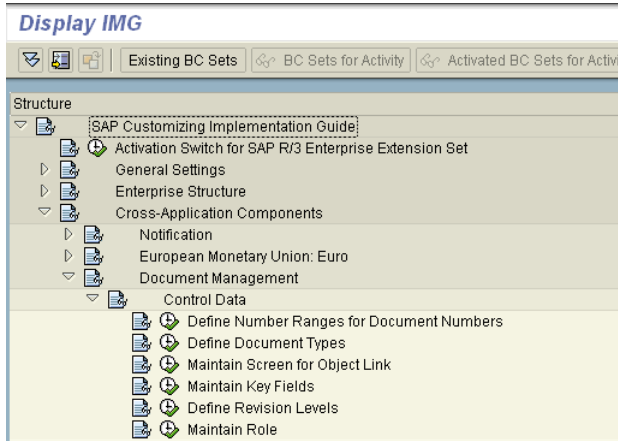 Display IMG
Existing BC Sets BC Sets for Activity Activated BC Sets for Activi
Structure
SAP Customizing Implementation Guide
Activation Switch for SAP R/3 Enterprise Extension Set
General Settings
Enterprise Structure
Cross-Application Components
Notification
European Monetary Union: Euro
Document Management
Control Data
Define Number Ranges for Document Numbers
Define Document Types
Maintain Screen for Object Link
Maintain Key Fields
Define Revision Levels
Maintain Role